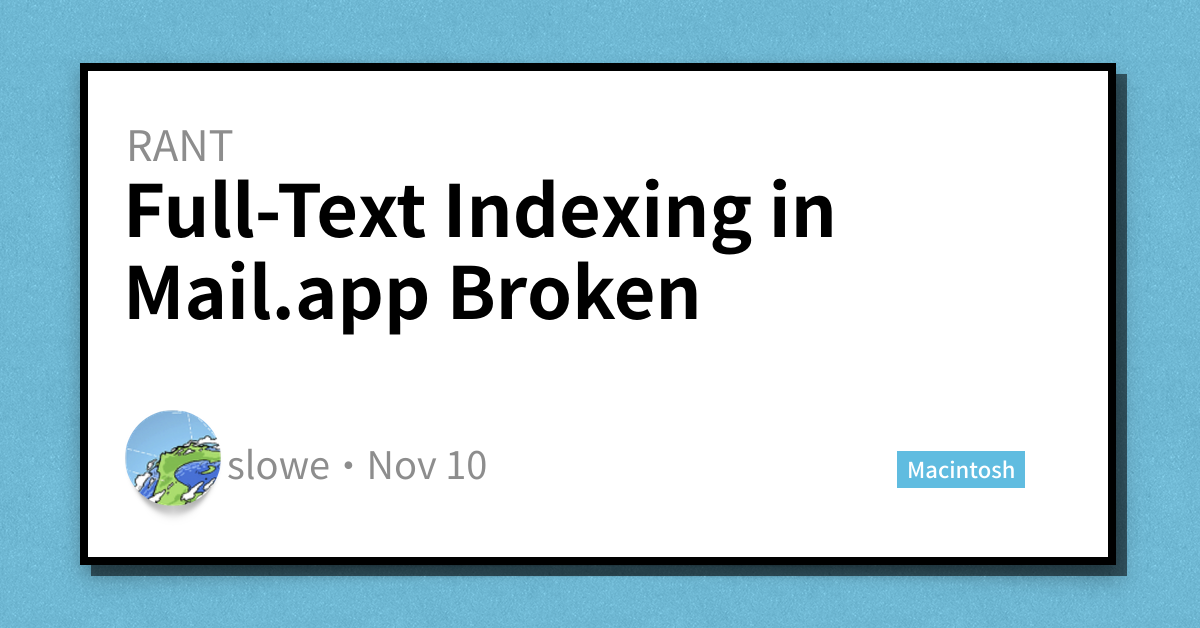 RANT
Full-Text Indexing in
Mail.app Broken
slowe • Nov 10
Macintosh